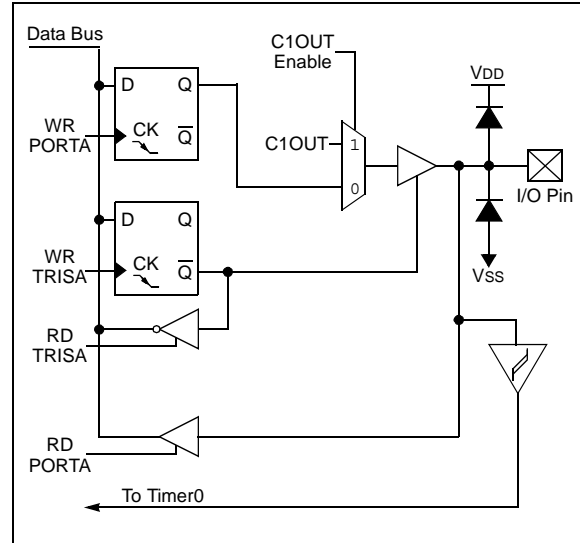 Data Bus
C1OUT
Enable
VDD
D Q
WR
PORTA
CK
Q
C1OUT
1
0
I/O Pin
D Q
WR
TRISA
CK
Q
VSS
RD
TRISA
RD
PORTA
To Timer0